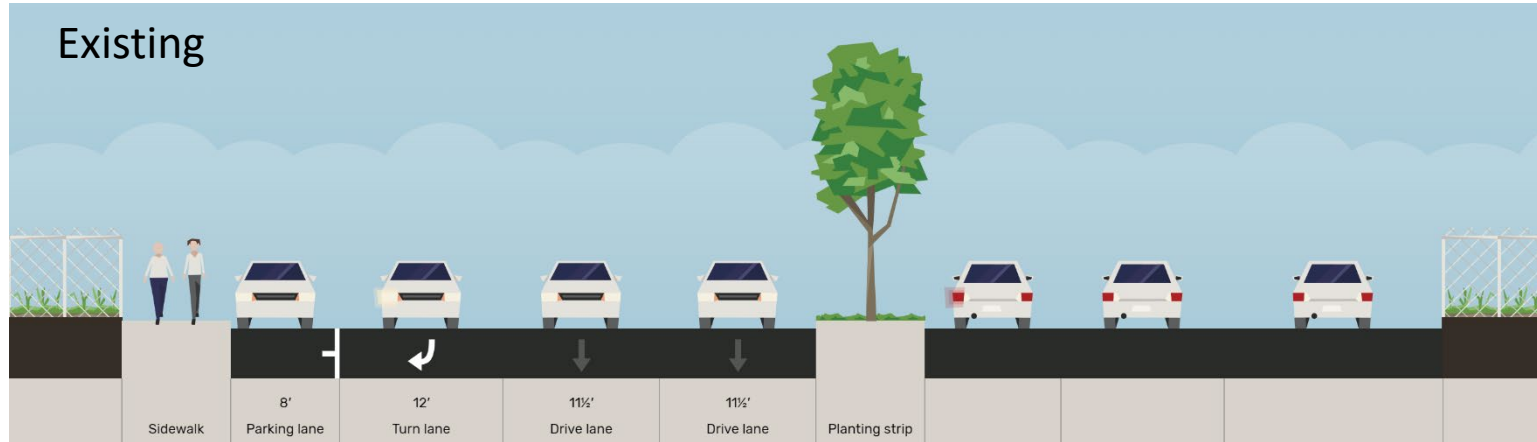 Existing
8' 12' 11½' 11½'
Sidewalk Parking lane Turn lane Drive lane Drive lane Planting strip